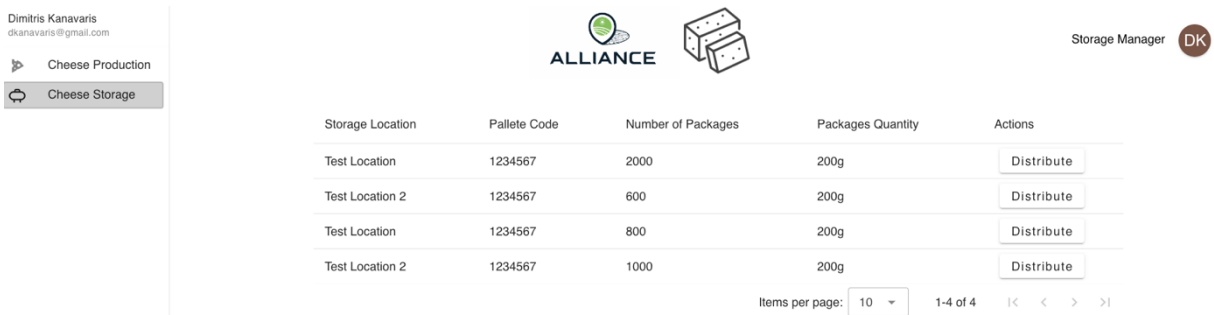 Dimitris Kanavaris
dkanavaris@gmail.com
Cheese Production
Cheese Storage
ALLIANCE
Storage Manager DK
Storage Location Pallete Code Number of Packages Packages Quantity Actions
Test Location 1234567 2000 200g Distribute
Test Location 2 1234567 600 200g Distribute
Test Location 1234567 800 200g Distribute
Test Location 2 1234567 1000 200g Distribute
Items per page: 10 1-4 of 4